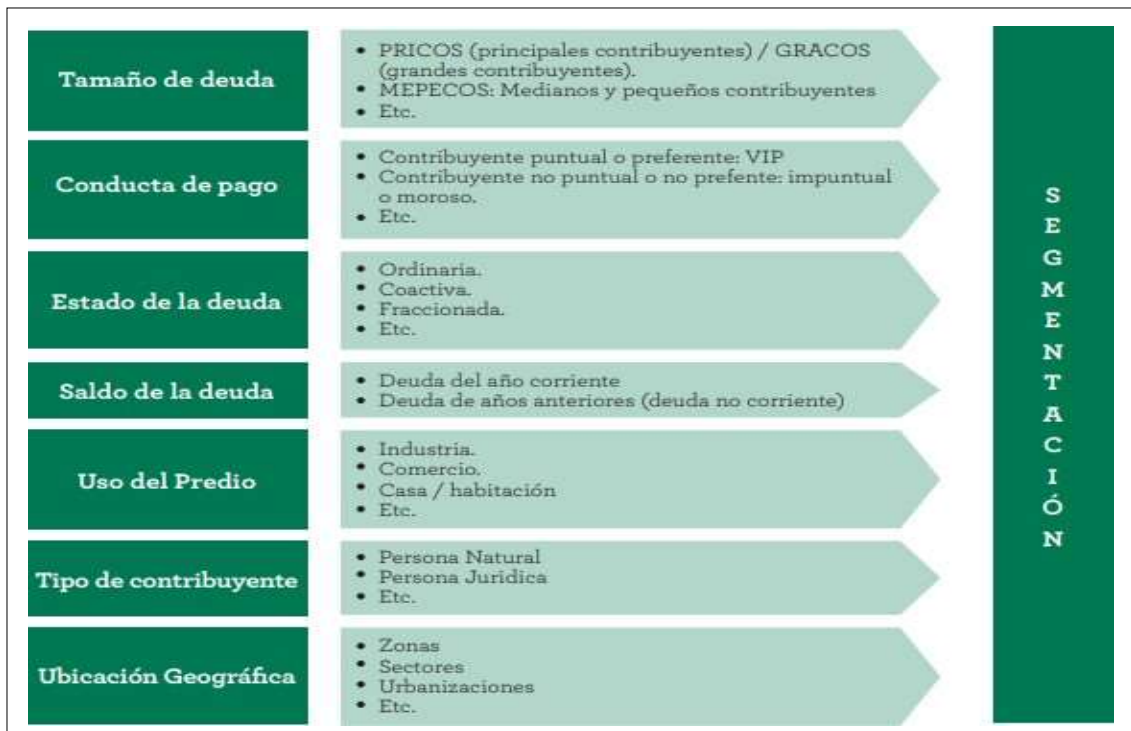 Tamaño de deuda
• PRICOS (principales contribuyentes) / GRACOS
(grandes contribuyentes).
• MEPECOS: Medianos y pequeños contribuyentes
• Etc.
Conducta de pago
• Contribuyente puntual o preferente: VIP
• Contribuyente no puntual o no prefente: impuntual
o moroso.
• Etc.
Estado de la deuda
• Ordinaria.
• Coactiva.
• Fraccionada.
• Etc.
Saldo de la deuda
• Deuda del año corriente
• Deuda de años anteriores (deuda no corriente)
Uso del Predio
• Industria.
• Comercio.
• Casa / habitación
• Etc.
Tipo de contribuyente
• Persona Natural
• Persona Juridica
• Etc.
Ubicación Geográfica
• Zonas
• Sectores
• Urbanizaciones
• Etc.
SEGMENTACIÓN